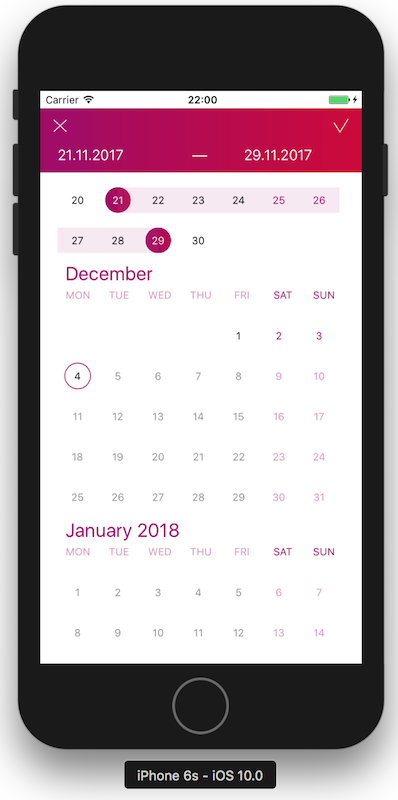 Carrier 22:00
21.11.2017 — 29.11.2017
20 21 22 23 24 25 26
27 28 29 30
December
MON TUE WED THU FRI SAT SUN
1 2 3
4 5 6 7 8 9 10
11 12 13 14 15 16 17
18 19 20 21 22 23 24
25 26 27 28 29 30 31
January 2018
MON TUE WED THU FRI SAT SUN
1 2 3 4 5 6 7
8 9 10 11 12 13 14
iPhone 6s - iOS 10.0